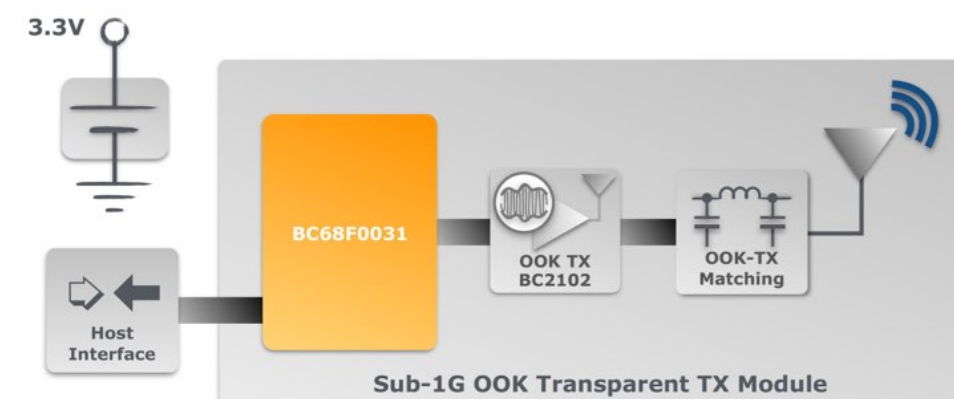 3.3V
BC68F0031
OOK TX
BC2102
OOK-TX
Matching
Host
Interface
Sub-1G OOK Transparent TX Module